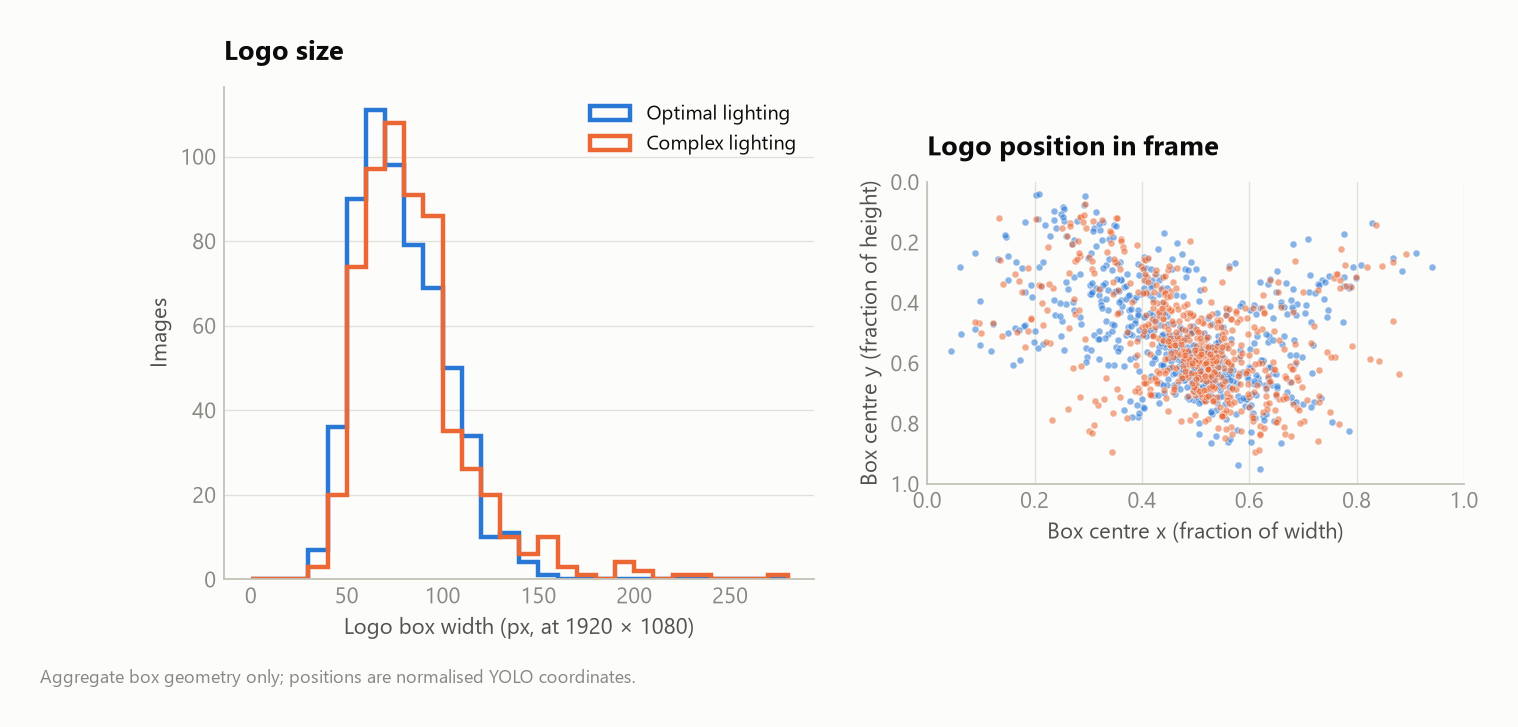 Logo size
Optimal lighting
Complex lighting
100
80
60
40
20
0
Images
0 50 100 150 200 250
Logo box width (px, at 1920 × 1080)
Logo position in frame
0.0
0.2
0.4
0.6
0.8
1.0
Box centre y (fraction of height)
0.0 0.2 0.4 0.6 0.8 1.0
Box centre x (fraction of width)
Aggregate box geometry only; positions are normalised YOLO coordinates.